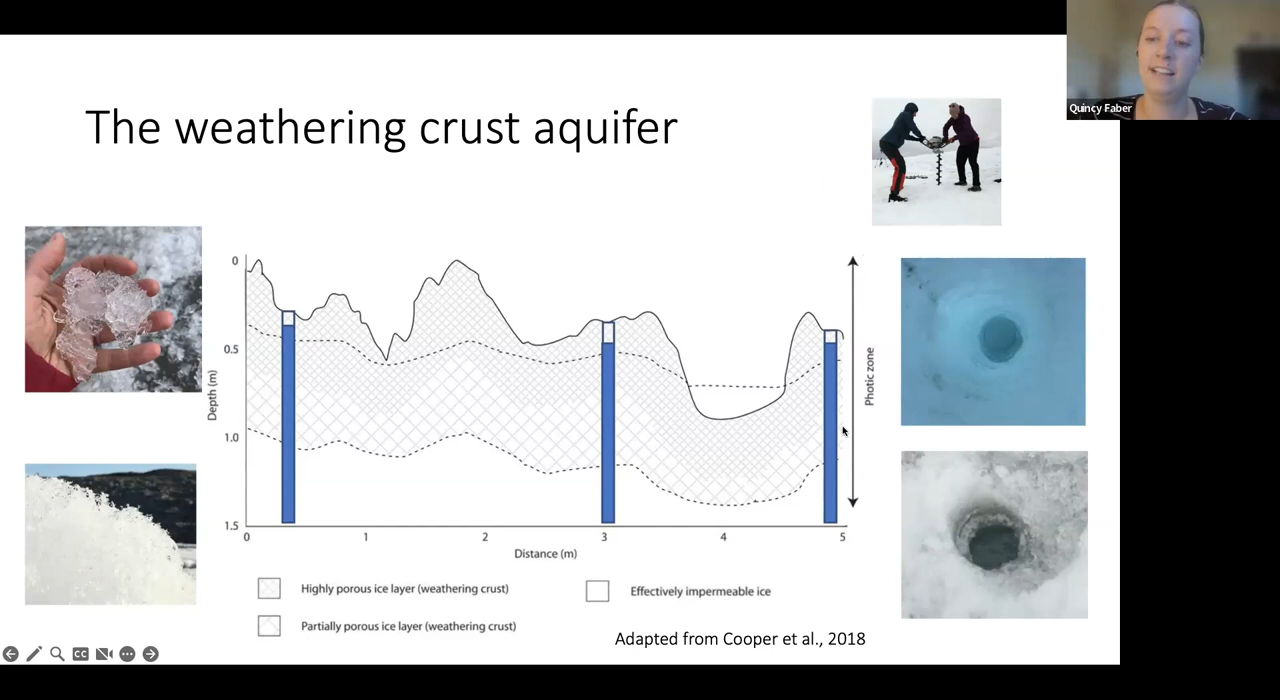 Quincy Faber
The weathering crust aquifer
0
0.5
1.0
1.5
Depth (m)
0 1 2 3 4 5
Distance (m)
Photic zone
Highly porous ice layer (weathering crust)
Effectively impermeable ice
Partially porous ice layer (weathering crust)
Adapted from Cooper et al., 2018
CC